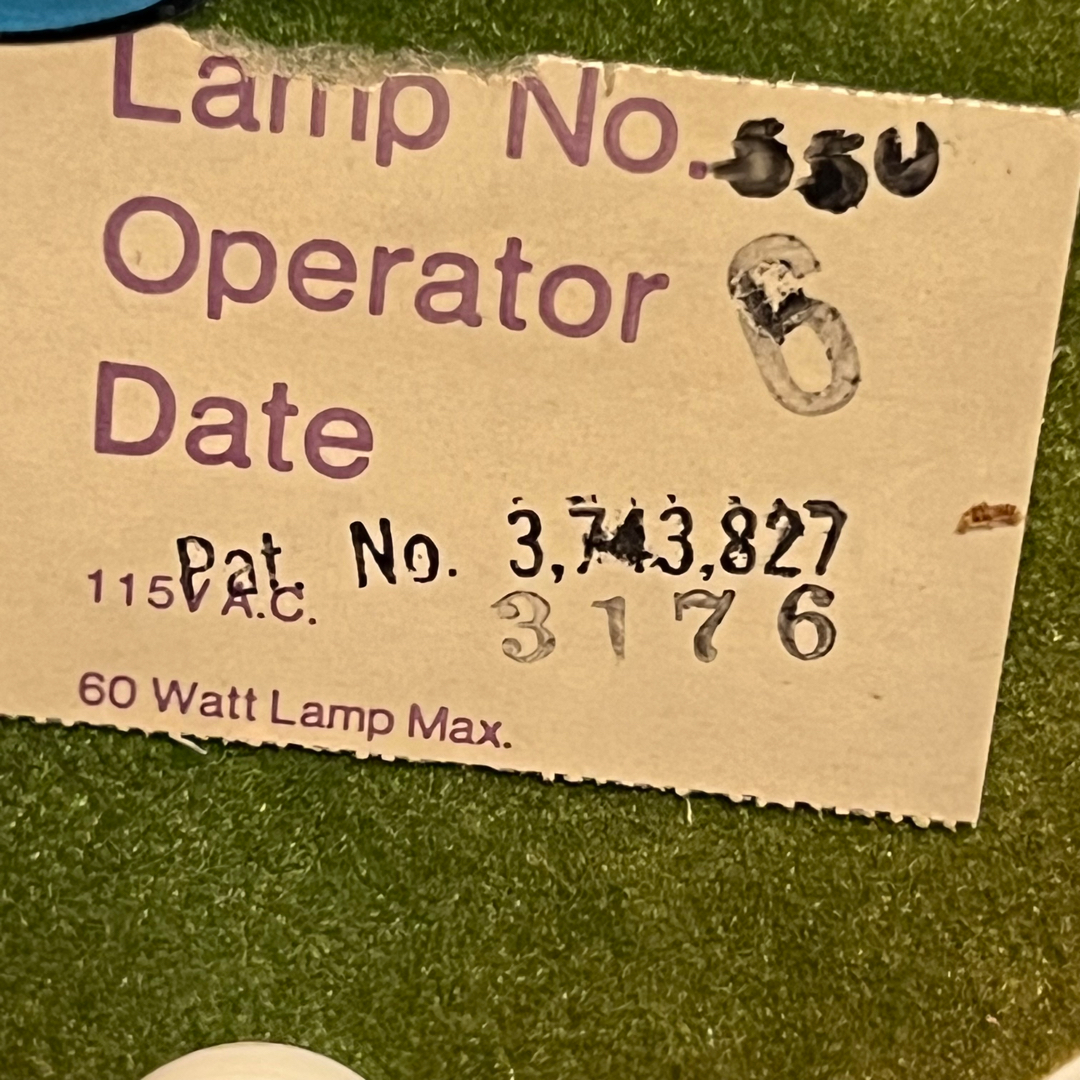 Lamp No. 550
Operator 6
Date
Pat. No. 3,743,827
115V A.C.
3176
60 Watt Lamp Max.